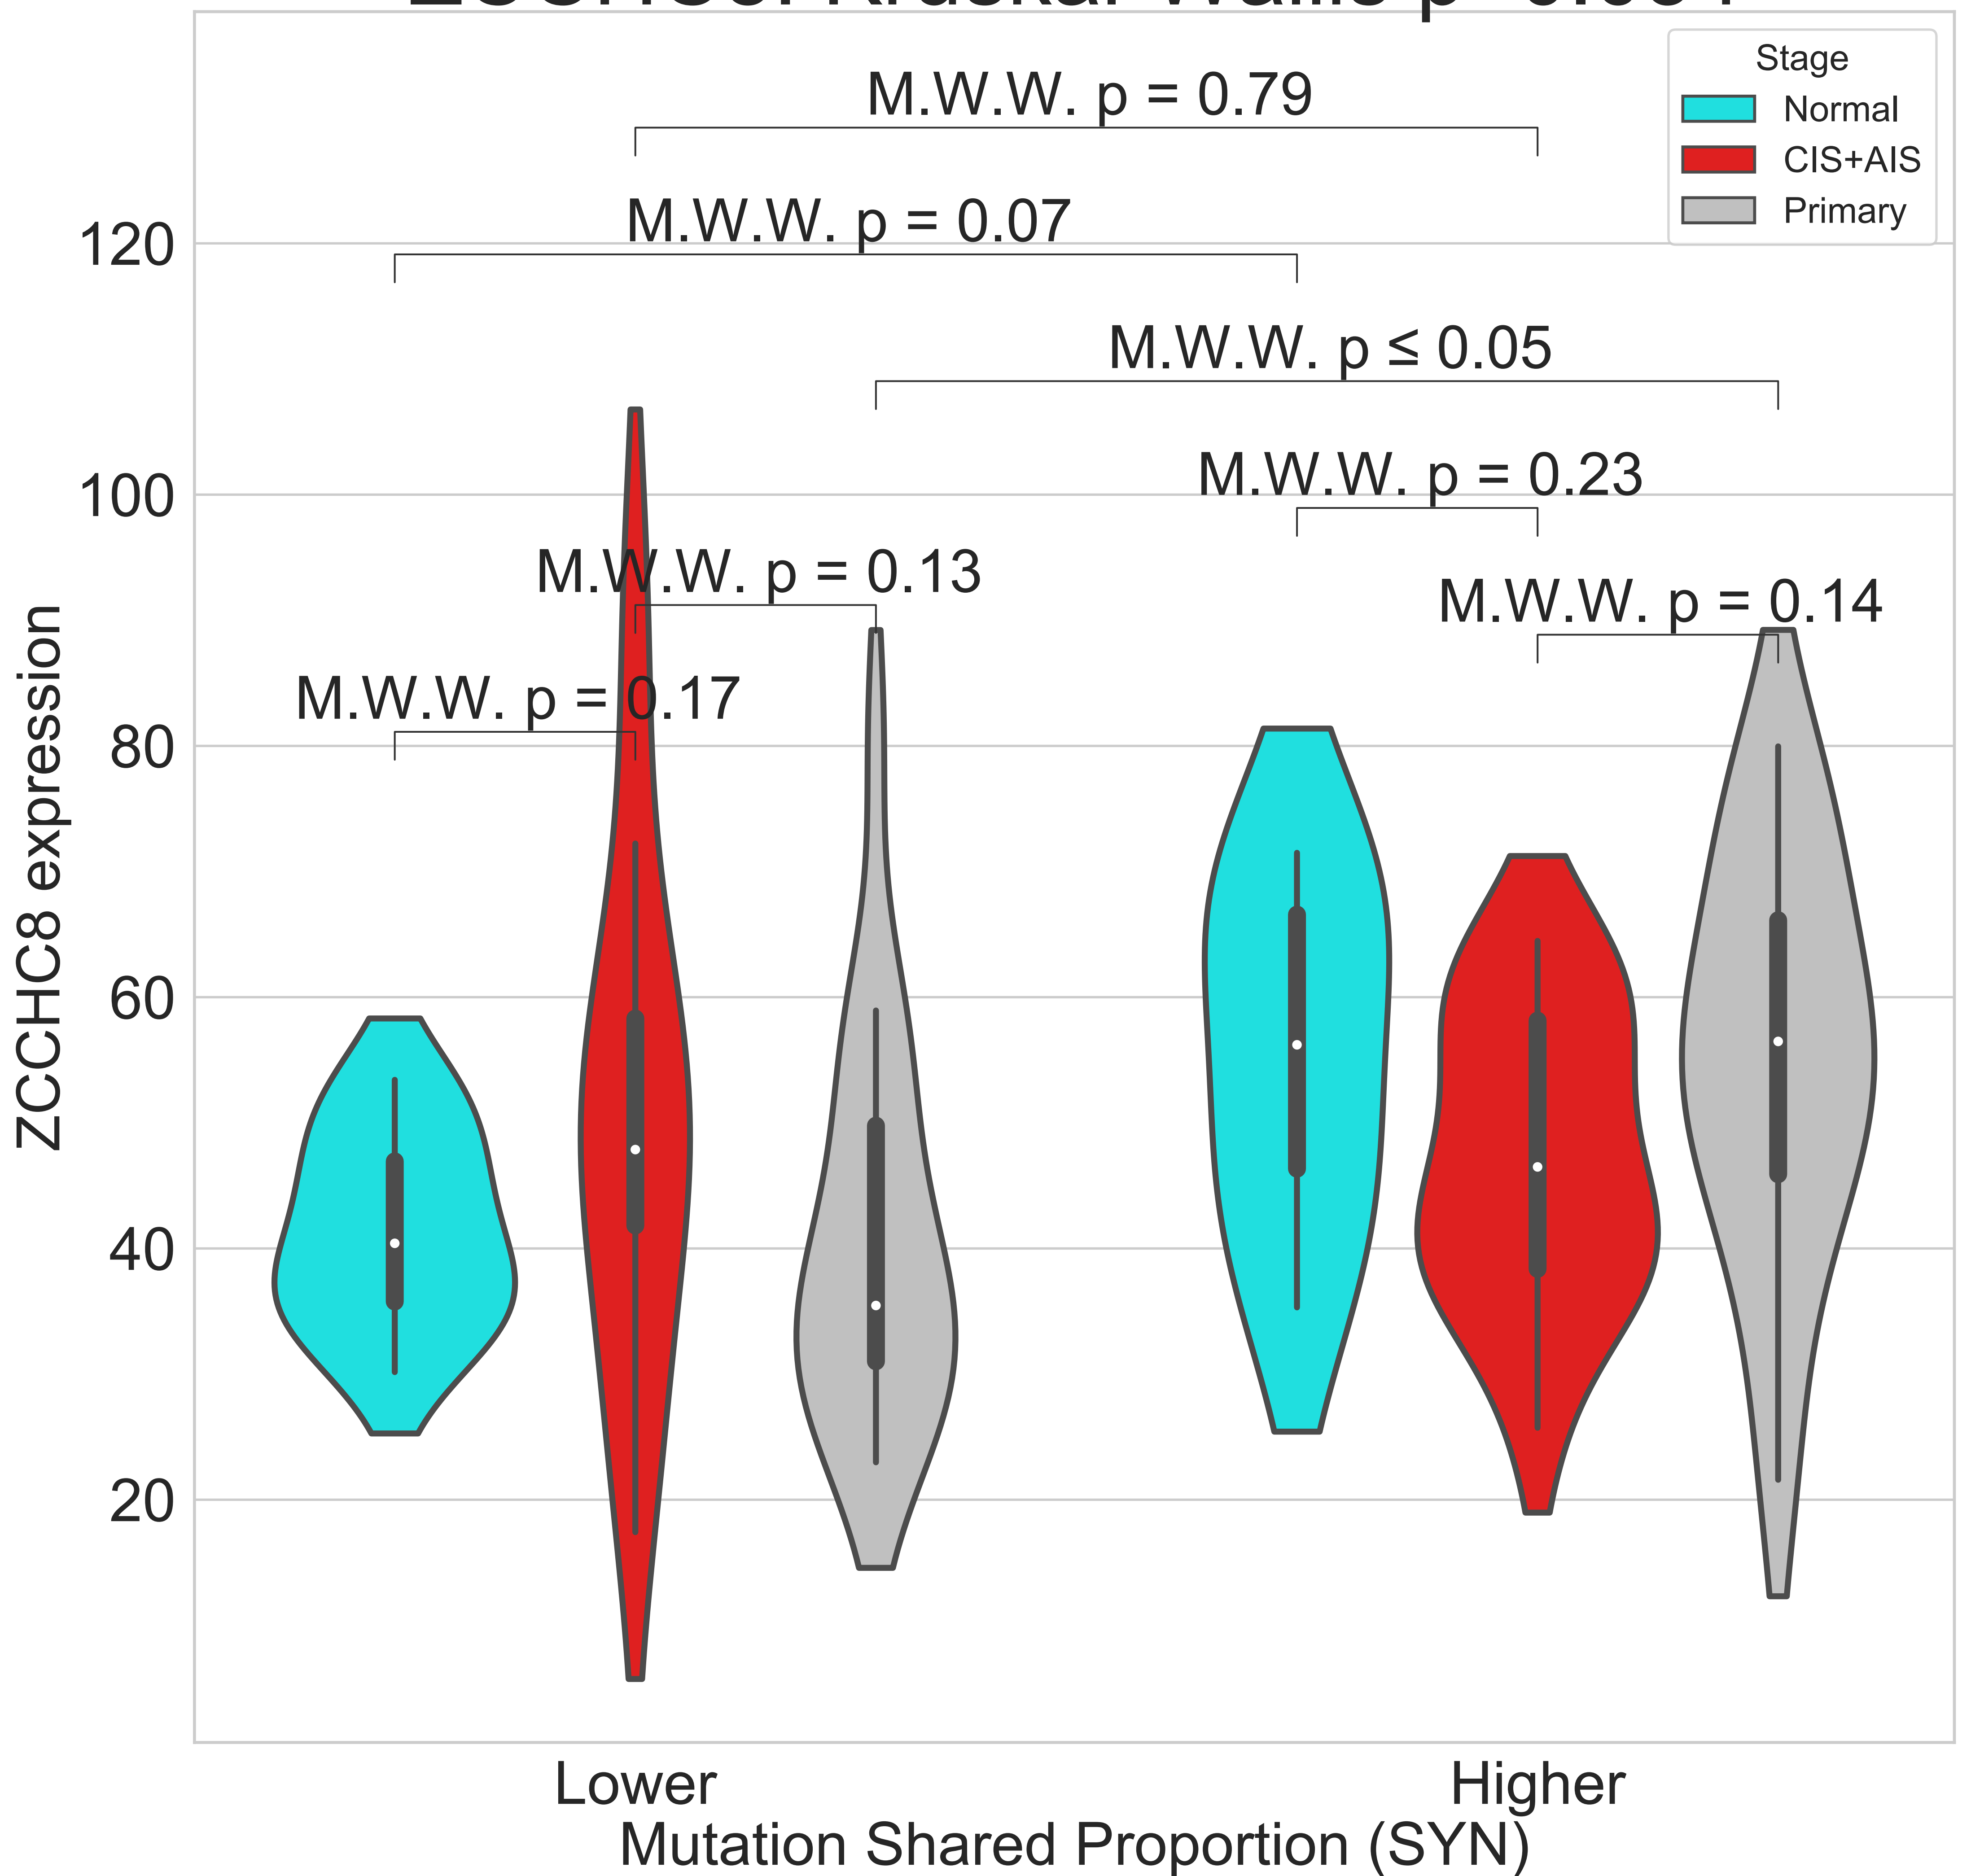 Stage
Normal
CIS+AIS
Primary
M.W.W. p = 0.79
M.W.W. p = 0.07
M.W.W. p ≤ 0.05
M.W.W. p = 0.23
M.W.W. p = 0.13
M.W.W. p = 0.14
M.W.W. p = 0.17
120
100
80
60
40
20
ZCCHC8 expression
Lower
Higher
Mutation Shared Proportion (SYN)